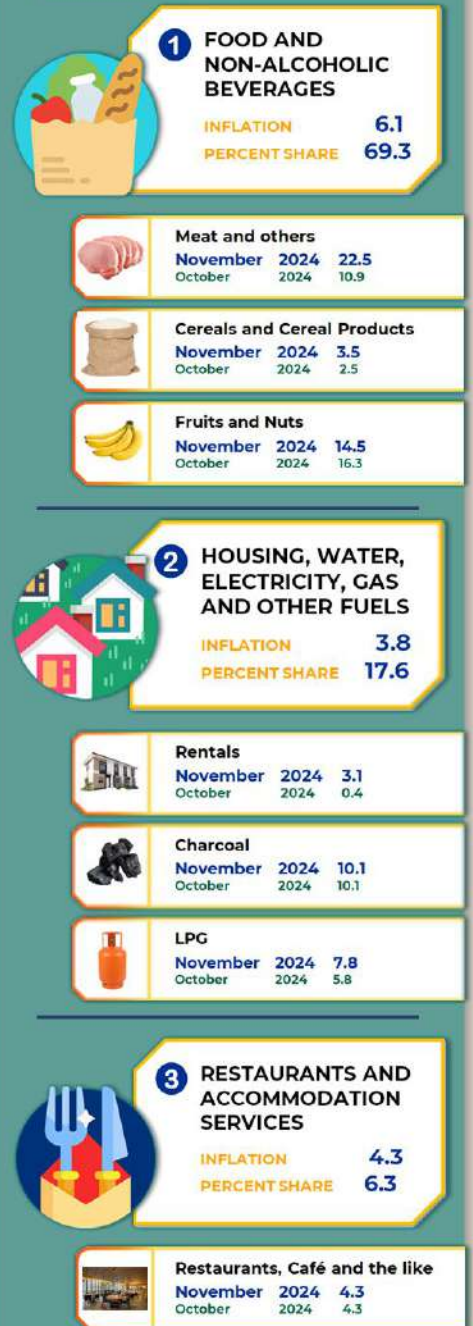 1 FOOD AND
NON-ALCOHOLIC
BEVERAGES
INFLATION 6.1
PERCENT SHARE 69.3
Meat and others
November 2024 22.5
October 2024 10.9
Cereals and Cereal Products
November 2024 3.5
October 2024 2.5
Fruits and Nuts
November 2024 14.5
October 2024 16.3
2 HOUSING, WATER,
ELECTRICITY, GAS
AND OTHER FUELS
INFLATION 3.8
PERCENT SHARE 17.6
Rentals
November 2024 3.1
October 2024 0.4
Charcoal
November 2024 10.1
October 2024 10.1
LPG
November 2024 7.8
October 2024 5.8
3 RESTAURANTS AND
ACCOMMODATION
SERVICES
INFLATION 4.3
PERCENT SHARE 6.3
Restaurants, Café and the like
November 2024 4.3
October 2024 4.3